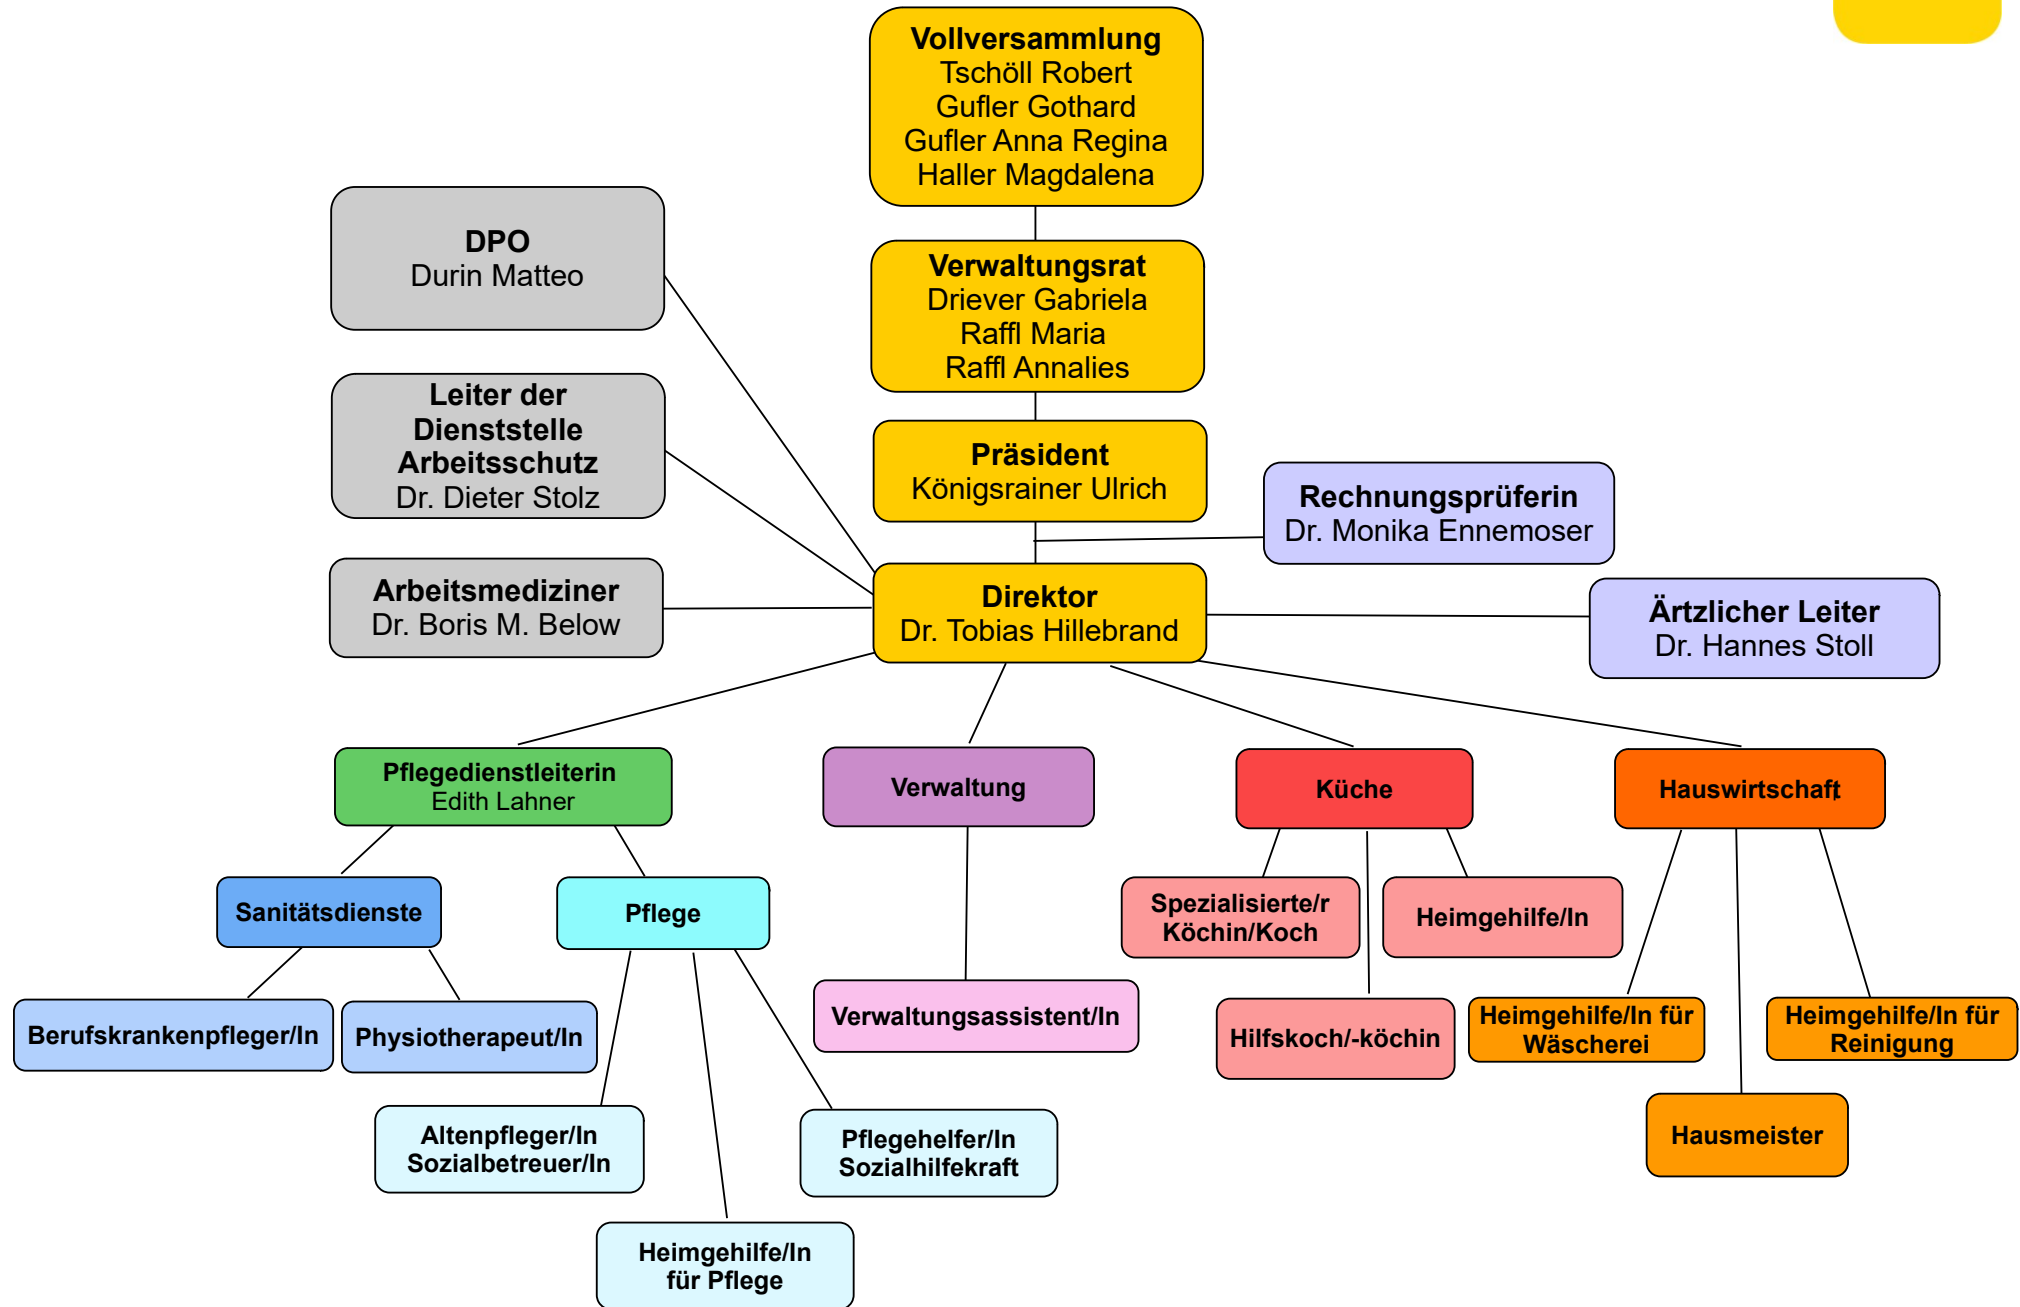 Vollversammlung
Tschöll Robert
Gufler Gothard
Gufler Anna Regina
Haller Magdalena
DPO
Durin Matteo
Verwaltungsrat
Driever Gabriela
Raffl Maria
Raffl Annalies
Leiter der
Dienststelle
Arbeitsschutz
Dr. Dieter Stolz
Präsident
Königsrainer Ulrich
Rechnungsprüferin
Dr. Monika Ennemoser
Arbeitsmediziner
Dr. Boris M. Below
Direktor
Dr. Tobias Hillebrand
Ärtzlicher Leiter
Dr. Hannes Stoll
Pflegedienstleiterin
Edith Lahner
Verwaltung
Küche
Hauswirtschaft
Sanitätsdienste
Pflege
Spezialisierte/r
Köchin/Koch
Heimgehilfe/In
Berufskrankenpfleger/In
Physiotherapeut/In
Verwaltungsassistent/In
Hilfskoch/-köchin
Heimgehilfe/In für
Wäscherei
Heimgehilfe/In für
Reinigung
Altenpfleger/In
Sozialbetreuer/In
Pflegehelfer/In
Sozialhilfekraft
Hausmeister
Heimgehilfe/In
für Pflege